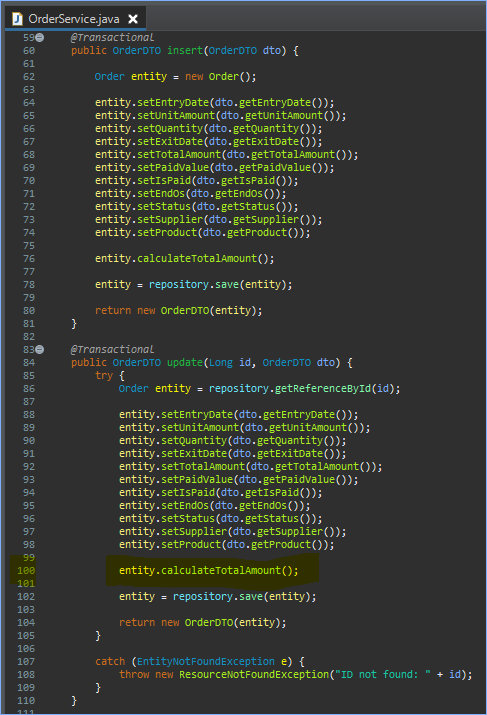 OrderService.java
59 @Transactional
60 public OrderDTO insert(OrderDTO dto) {
61
62 Order entity = new Order();
63
64 entity.setEntryDate(dto.getEntryDate());
65 entity.setUnitAmount(dto.getUnitAmount());
66 entity.setQuantity(dto.getQuantity());
67 entity.setExitDate(dto.getExitDate());
68 entity.setTotalAmount(dto.getTotalAmount());
69 entity.setPaidValue(dto.getPaidValue());
70 entity.setIsPaid(dto.getIsPaid());
71 entity.setEndOs(dto.getEndOs());
72 entity.setStatus(dto.getStatus());
73 entity.setSupplier(dto.getSupplier());
74 entity.setProduct(dto.getProduct());
75
76 entity.calculateTotalAmount();
77
78 entity = repository.save(entity);
79
80 return new OrderDTO(entity);
81 }
82
83 @Transactional
84 public OrderDTO update(Long id, OrderDTO dto) {
85 try {
86 Order entity = repository.getReferenceById(id);
87
88 entity.setEntryDate(dto.getEntryDate());
89 entity.setUnitAmount(dto.getUnitAmount());
90 entity.setQuantity(dto.getQuantity());
91 entity.setExitDate(dto.getExitDate());
92 entity.setTotalAmount(dto.getTotalAmount());
93 entity.setPaidValue(dto.getPaidValue());
94 entity.setIsPaid(dto.getIsPaid());
95 entity.setEndOs(dto.getEndOs());
96 entity.setStatus(dto.getStatus());
97 entity.setSupplier(dto.getSupplier());
98 entity.setProduct(dto.getProduct());
99
100 entity.calculateTotalAmount();
101
102 entity = repository.save(entity);
103
104 return new OrderDTO(entity);
105 }
106
107 catch (EntityNotFoundException e) {
108 throw new ResourceNotFoundException("ID not found: " + id);
109 }
110 }
111